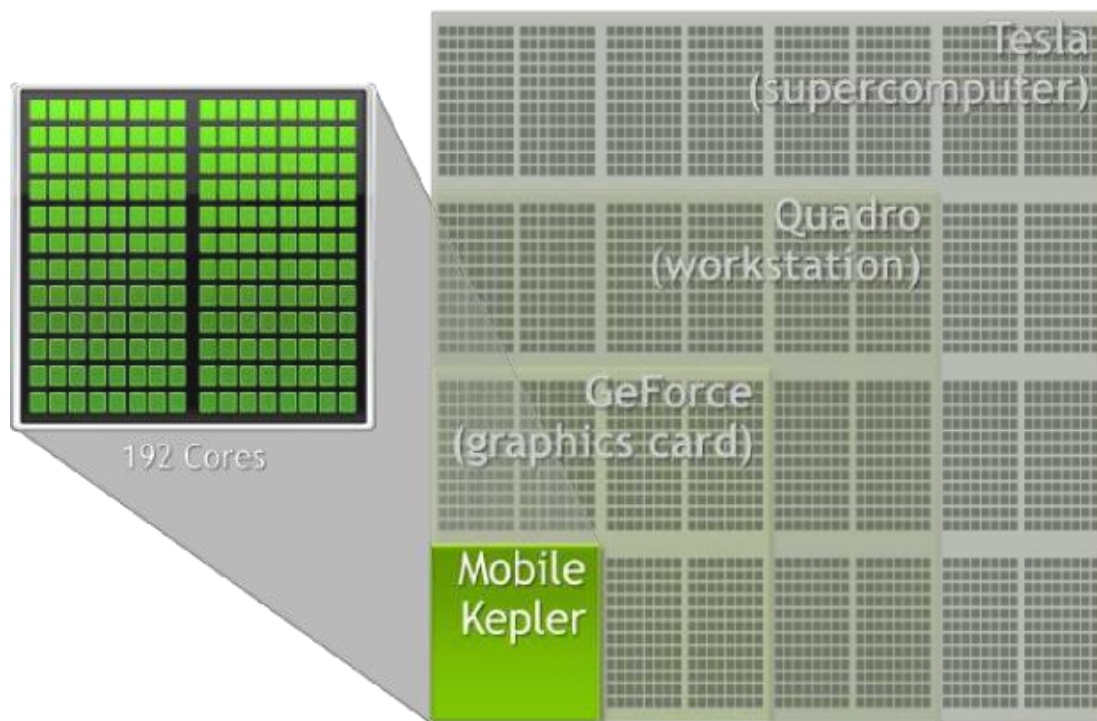 Tesla
(supercomputer)
Quadro
(workstation)
GeForce
(graphics card)
192 Cores
Mobile
Kepler